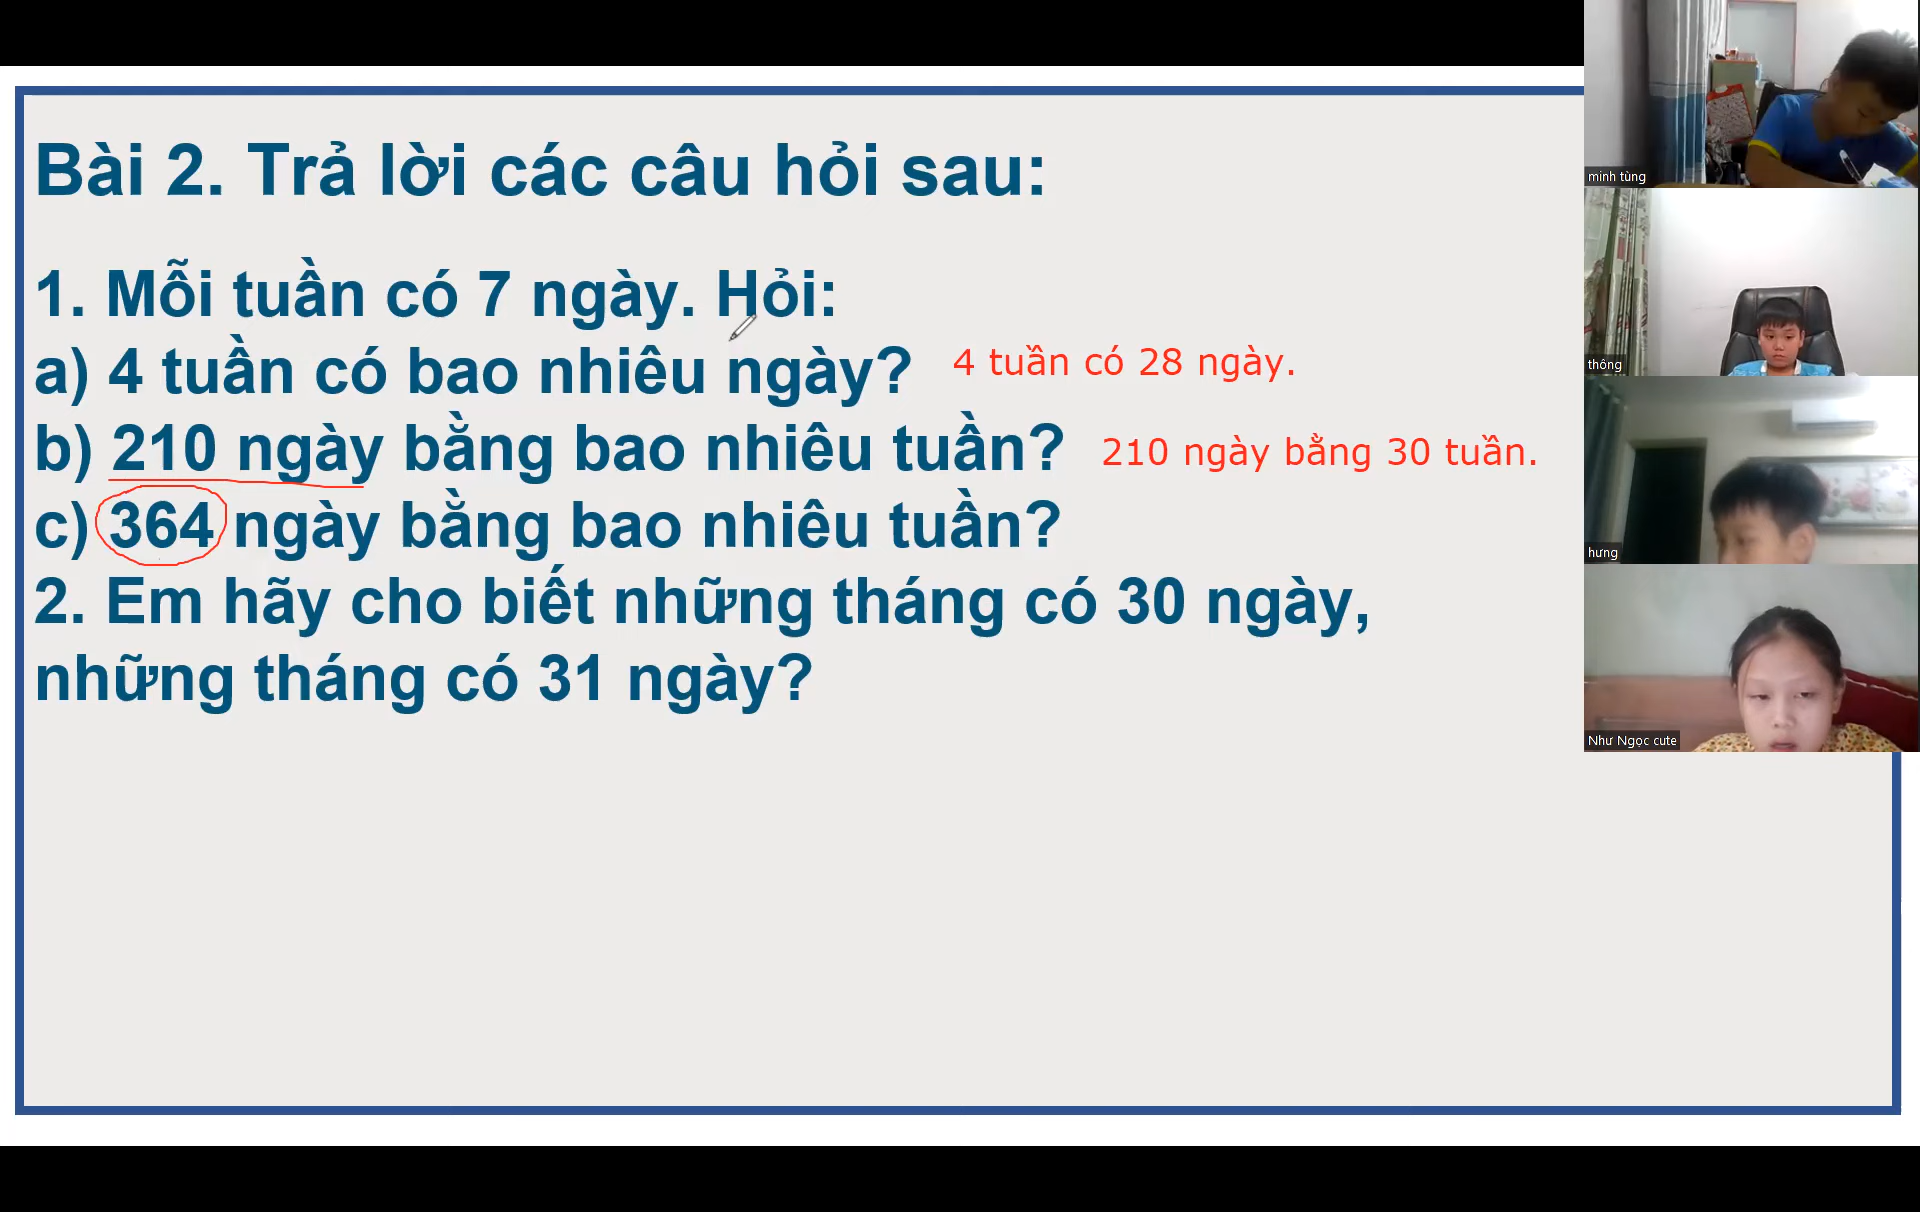 Bài 2. Trả lời các câu hỏi sau:
1. Mỗi tuần có 7 ngày. Hỏi:
a) 4 tuần có bao nhiêu ngày? 4 tuần có 28 ngày.
b) 210 ngày bằng bao nhiêu tuần? 210 ngày bằng 30 tuần.
c) 364 ngày bằng bao nhiêu tuần?
2. Em hãy cho biết những tháng có 30 ngày,
những tháng có 31 ngày?
minh tùng
thông
hưng
Như Ngọc cute